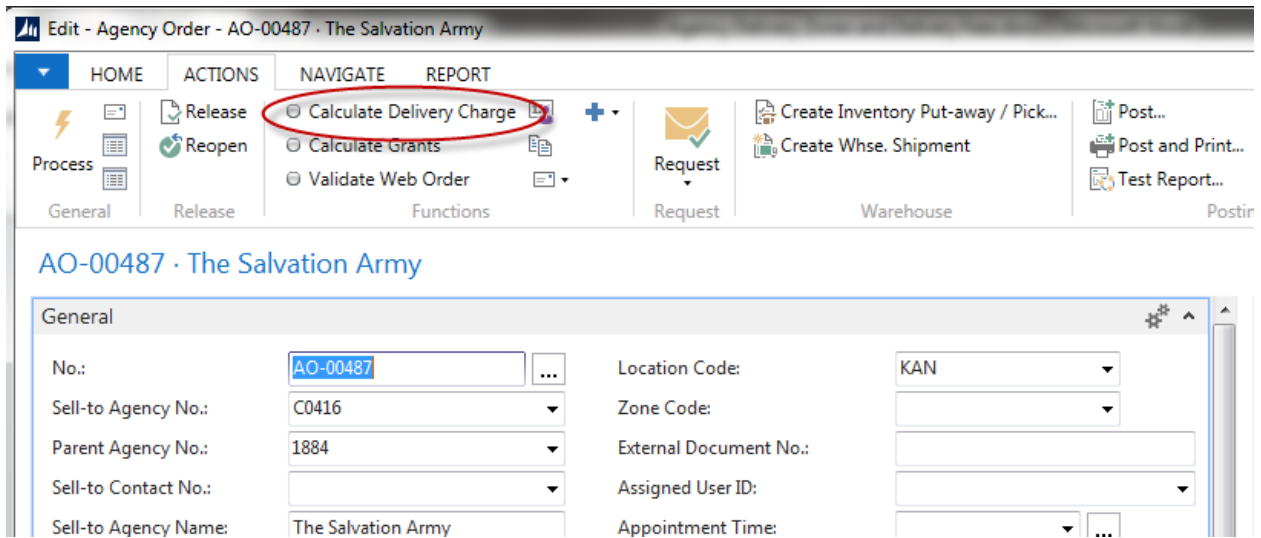 Edit - Agency Order - AO-00487 · The Salvation Army
HOME ACTIONS NAVIGATE REPORT
Process
General
Release
Reopen
Release
Calculate Delivery Charge
Calculate Grants
Validate Web Order
Functions
Request
Request
Create Inventory Put-away / Pick...
Create Whse. Shipment
Warehouse
Post...
Post and Print...
Test Report...
Postin
AO-00487 · The Salvation Army
General
No.: AO-00487 ... Location Code: KAN
Sell-to Agency No.: C0416 Zone Code:
Parent Agency No.: 1884 External Document No.:
Sell-to Contact No.: Assigned User ID:
Sell-to Agency Name: The Salvation Army Appointment Time: ...